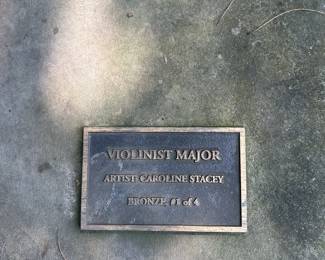 VIOLINIST MAJOR
ARTIST: CAROLINE STACEY
BRONZE, #1 of 4